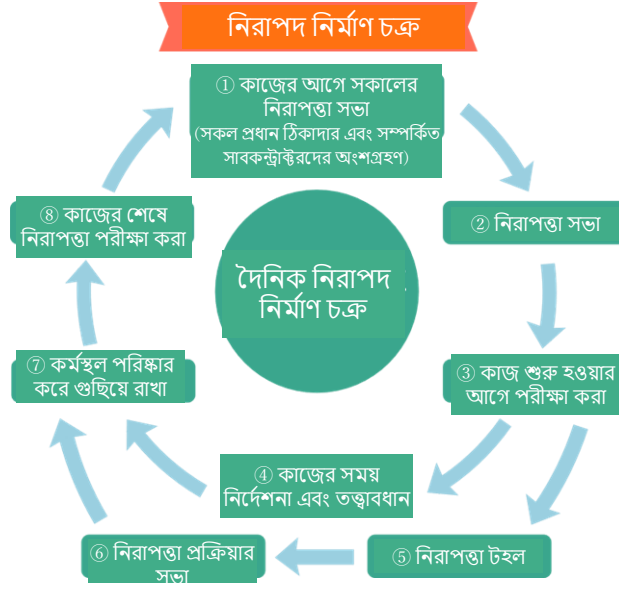 নিরাপদ নির্মাণ চক্র
① কাজের আগে সকালের
নিরাপত্তা সভা
(সকল প্রধান ঠিকাদার এবং সম্পর্কিত
সাবকন্ট্রাক্টরদের অংশগ্রহণ)
② নিরাপত্তা সভা
③ কাজ শুরু হওয়ার
আগে পরীক্ষা করা
④ কাজের সময়
নির্দেশনা এবং তত্ত্বাবধান
⑤ নিরাপত্তা টহল
⑥ নিরাপত্তা প্রক্রিয়ার
সভা
⑦ কর্মস্থল পরিষ্কার
করে গুছিয়ে রাখা
⑧ কাজের শেষে
নিরাপত্তা পরীক্ষা করা
দৈনিক নিরাপদ
নির্মাণ চক্র